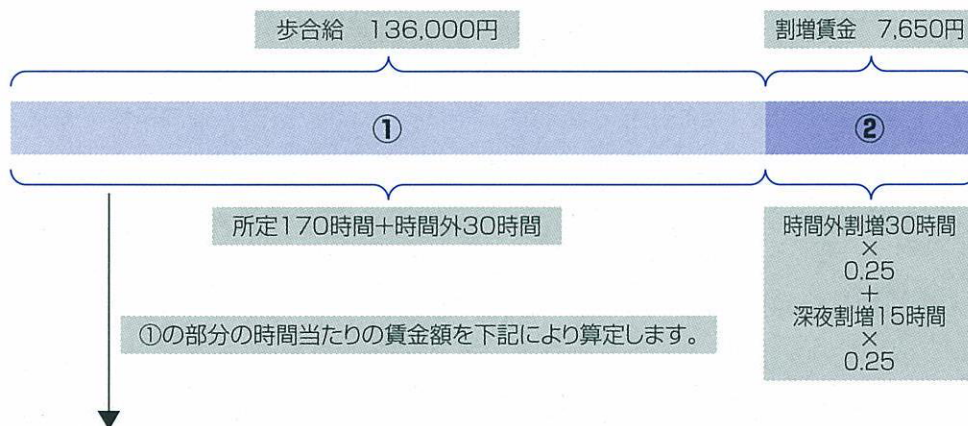 歩合給　136,000円
割増賃金　7,650円
①
②
所定170時間+時間外30時間
時間外割増30時間
×
0.25
+
深夜割増15時間
×
0.25
①の部分の時間当たりの賃金額を下記により算定します。